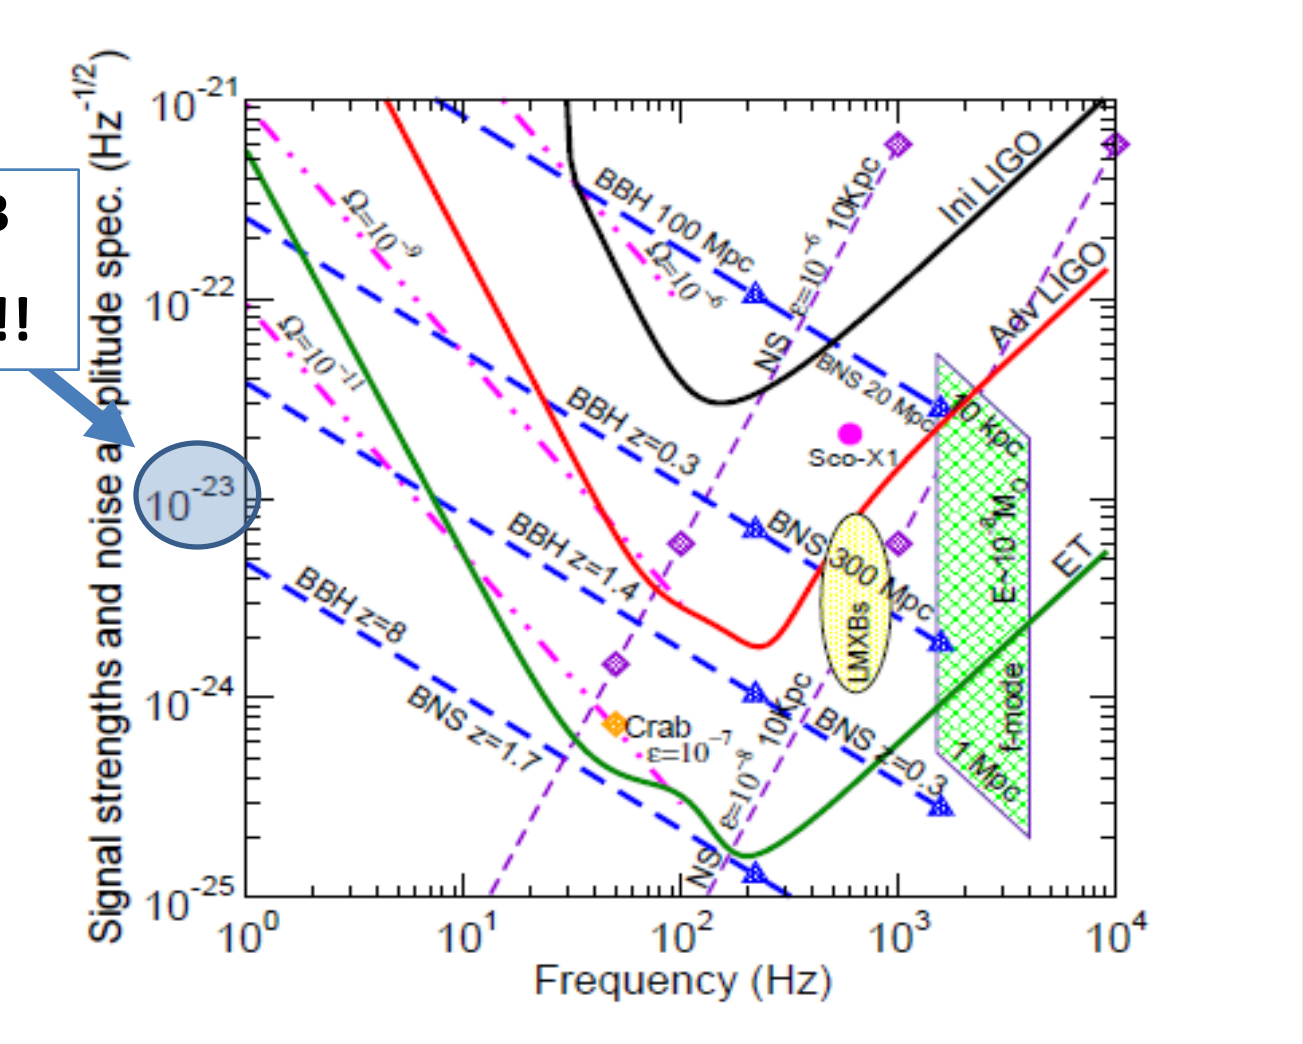 3
!!
Signal strengths and noise amplitude spec. (Hz^-1/2)
10^-21
10^-22
10^-23
10^-24
10^-25
Ω=10^-9
Ω=10^-11
Ω=10^-6
BBH 100 Mpc
BNS 20 Mpc
NS ε=10^-6 10Kpc
Ini LIGO
Adv LIGO
BBH z=0.3
BNS 300 Mpc
Sco-X1
10 kpc
f-mode E~10^-8 M
1 Mpc
LMXBs
ET
BBH z=1.4
BNS z=0.3
BBH z=8
BNS z=1.7
Crab
ε=10^-7
NS ε=10^-8 10Kpc
10^0 10^1 10^2 10^3 10^4
Frequency (Hz)